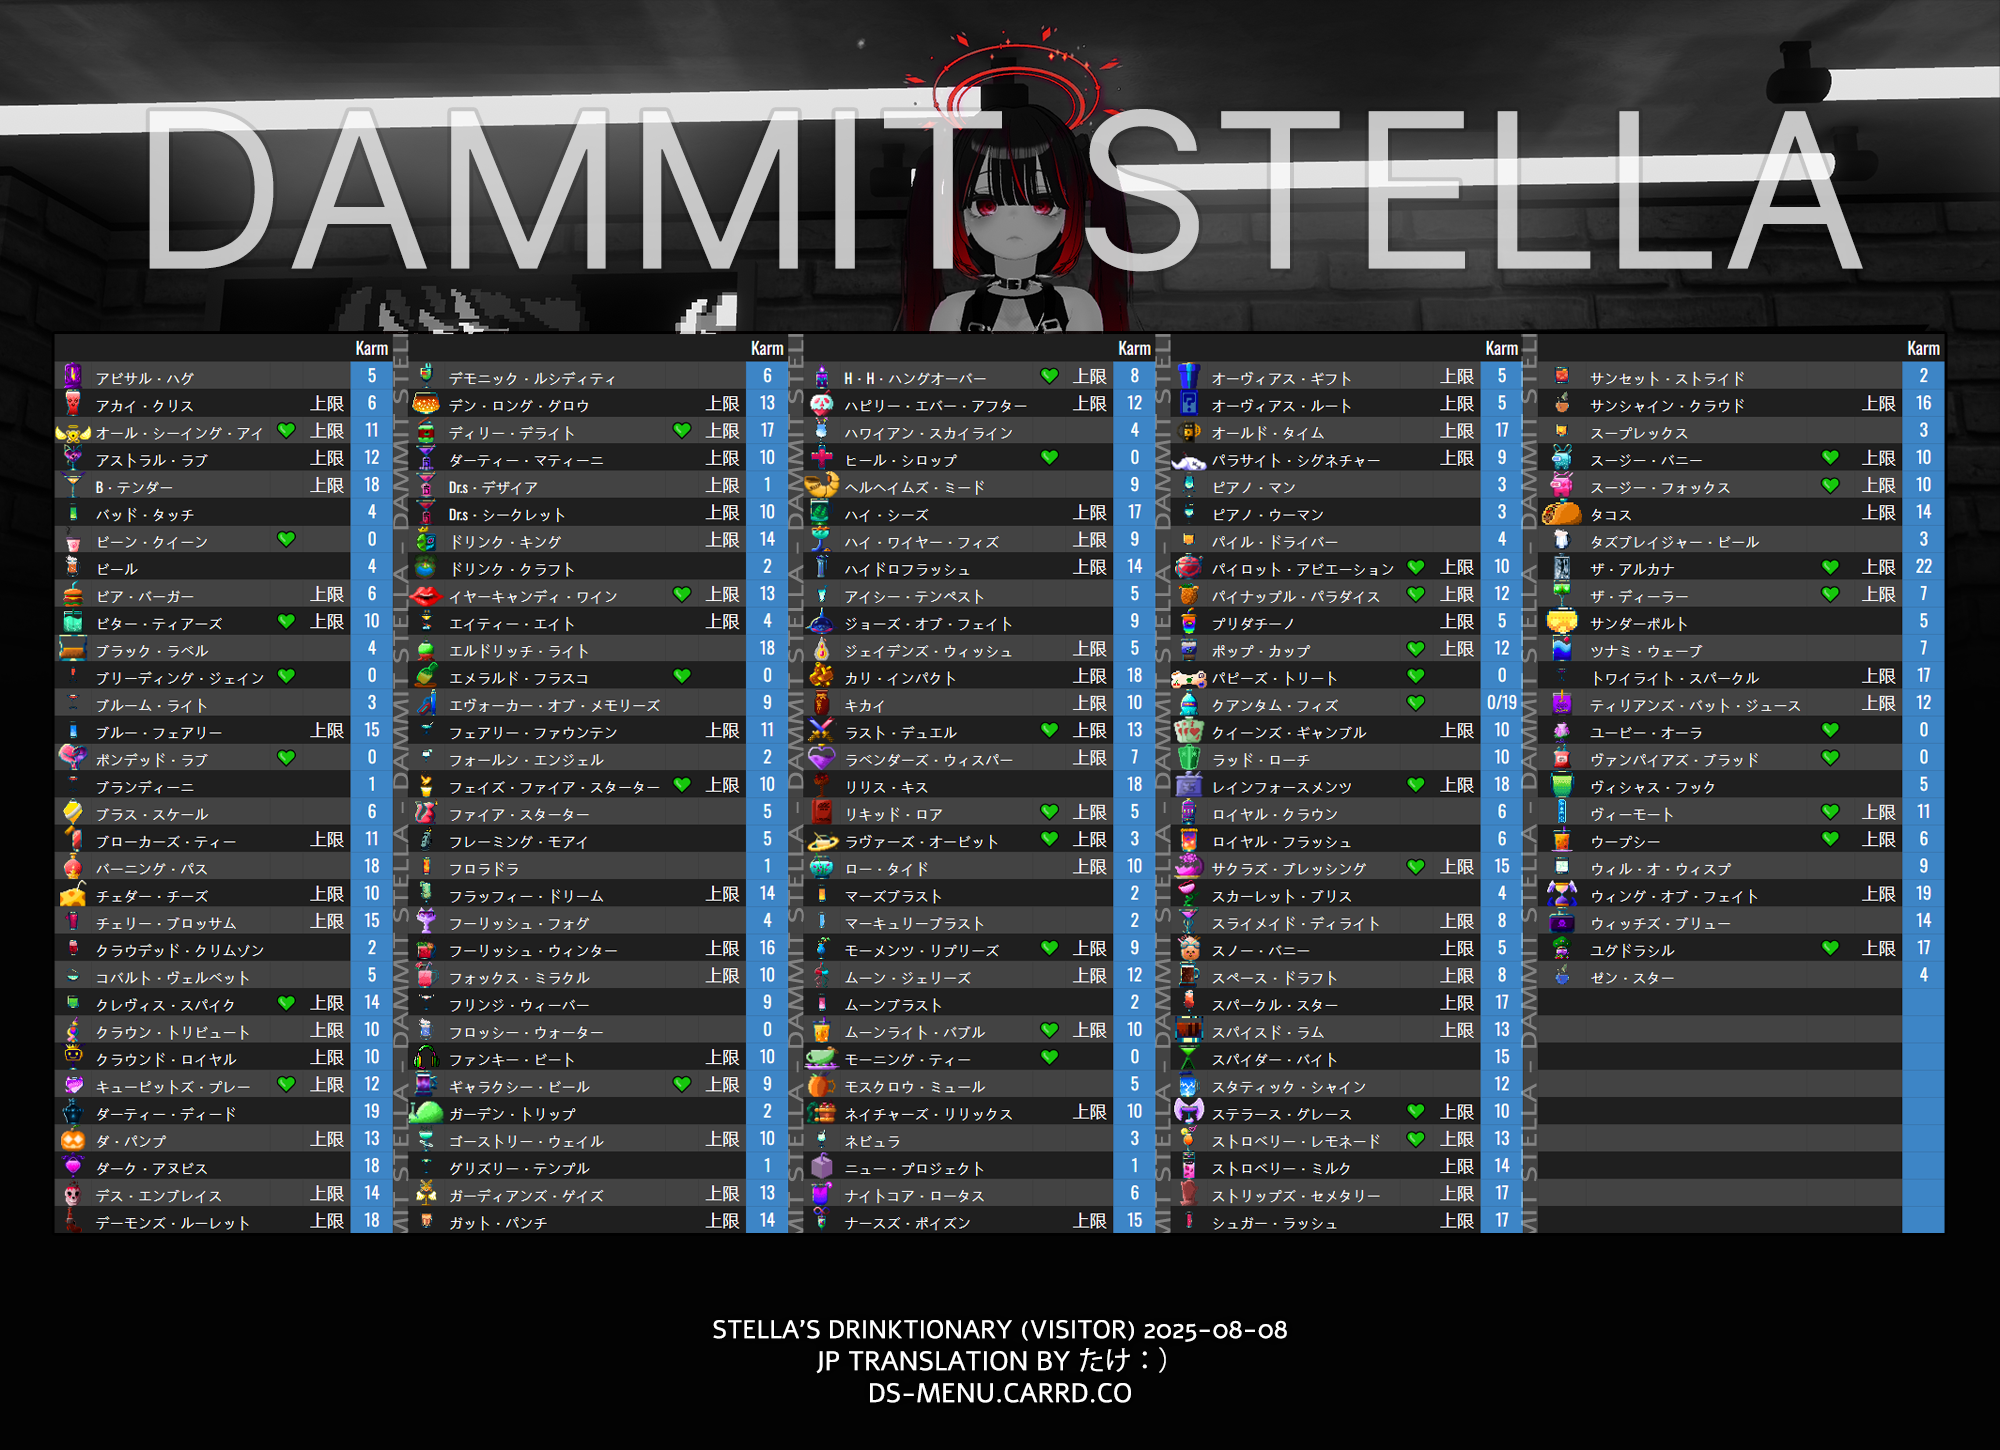 DAMMIT STELLA
Karm
アビサル・ハグ 5
アカイ・クリス 上限 6
オール・シーイング・アイ 上限 11
アストラル・ラブ 上限 12
B・テンダー 上限 18
バッド・タッチ 4
ビーン・クイーン 0
ビール 4
ビア・バーガー 上限 6
ビター・ティアーズ 上限 10
ブラック・ラベル 4
ブリーディング・ジェイン 0
ブルーム・ライト 3
ブルー・フェアリー 上限 15
ボンデッド・ラブ 0
ブランディーニ 1
ブラス・スケール 6
ブローカーズ・ティー 上限 11
バーニング・パス 18
チェダー・チーズ 上限 10
チェリー・ブロッサム 上限 15
クラウデッド・クリムゾン 2
コバルト・ヴェルベット 5
クレヴィス・スパイク 上限 14
クラウン・トリビュート 上限 10
クラウンド・ロイヤル 上限 10
キューピットズ・プレー 上限 12
ダーティー・ディード 19
ダ・パンプ 上限 13
ダーク・アヌビス 18
デス・エンブレイス 上限 14
デーモンズ・ルーレット 上限 18
Karm
デモニック・ルシディティ 6
デン・ロング・グロウ 上限 13
ディリー・デライト 上限 17
ダーティー・マティーニ 上限 10
Dr.s・デザイア 上限 1
Dr.s・シークレット 上限 10
ドリンク・キング 上限 14
ドリンク・クラフト 2
イヤーキャンディ・ワイン 上限 13
エイティー・エイト 上限 4
エルドリッチ・ライト 18
エメラルド・フラスコ 0
エヴォーカー・オブ・メモリーズ 9
フェアリー・ファウンテン 上限 11
フォールン・エンジェル 2
フェイズ・ファイア・スターター 上限 10
ファイア・スターター 5
フレーミング・モアイ 5
フロラドラ 1
フラッフィー・ドリーム 上限 14
フーリッシュ・フォグ 4
フーリッシュ・ウィンター 上限 16
フォックス・ミラクル 上限 10
フリンジ・ウィーバー 9
フロッシー・ウォーター 0
ファンキー・ビート 上限 10
ギャラクシー・ビール 上限 9
ガーデン・トリップ 2
ゴーストリー・ウェイル 上限 10
グリズリー・テンプル 1
ガーディアンズ・ゲイズ 上限 13
ガット・パンチ 上限 14
Karm
H・H・ハングオーバー 上限 8
ハピリー・エバー・アフター 上限 12
ハワイアン・スカイライン 4
ヒール・シロップ 0
ヘルヘイムズ・ミード 9
ハイ・シーズ 上限 17
ハイ・ワイヤー・フィズ 上限 9
ハイドロフラッシュ 上限 14
アイシー・テンペスト 5
ジョーズ・オブ・フェイト 9
ジェイデンズ・ウィッシュ 上限 5
カリ・インパクト 上限 18
キカイ 上限 10
ラスト・デュエル 上限 13
ラベンダーズ・ウィスパー 上限 7
リリス・キス 18
リキッド・ロア 上限 5
ラヴァーズ・オービット 上限 3
ロー・タイド 上限 10
マーズブラスト 2
マーキュリーブラスト 2
モーメンツ・リプリーズ 上限 9
ムーン・ジェリーズ 上限 12
ムーンブラスト 2
ムーンライト・バブル 上限 10
モーニング・ティー 0
モスクロウ・ミュール 5
ネイチャーズ・リリックス 上限 10
ネビュラ 3
ニュー・プロジェクト 1
ナイトコア・ロータス 6
ナースズ・ポイズン 上限 15
Karm
オーヴィアス・ギフト 上限 5
オーヴィアス・ルート 上限 5
オールド・タイム 上限 17
パラサイト・シグネチャー 上限 9
ピアノ・マン 3
ピアノ・ウーマン 3
パイル・ドライバー 4
パイロット・アビエーション 上限 10
パイナップル・パラダイス 上限 12
プリダチーノ 上限 5
ポップ・カップ 上限 12
パピーズ・トリート 0
クアンタム・フィズ 0/19
クイーンズ・ギャンブル 上限 10
ラッド・ローチ 10
レインフォースメンツ 上限 18
ロイヤル・クラウン 6
ロイヤル・フラッシュ 6
サクラズ・ブレッシング 上限 15
スカーレット・ブリス 4
スライメイド・ディライト 上限 8
スノー・バニー 上限 5
スペース・ドラフト 上限 8
スパークル・スター 上限 17
スパイスド・ラム 上限 13
スパイダー・バイト 15
スタティック・シャイン 12
ステラース・グレース 上限 10
ストロベリー・レモネード 上限 13
ストロベリー・ミルク 上限 14
ストリップズ・セメタリー 上限 17
シュガー・ラッシュ 上限 17
Karm
サンセット・ストライド 2
サンシャイン・クラウド 上限 16
スープレックス 3
スージー・バニー 上限 10
スージー・フォックス 上限 10
タコス 上限 14
タズプレイジャー・ビール 3
ザ・アルカナ 上限 22
ザ・ディーラー 上限 7
サンダーボルト 5
ツナミ・ウェーブ 7
トワイライト・スパークル 上限 17
ティリアンズ・バット・ジュース 上限 12
ユービー・オーラ 0
ヴァンパイアズ・ブラッド 0
ヴィシャス・フック 5
ヴィーモート 上限 11
ウープシー 上限 6
ウィル・オ・ウィスプ 9
ウィング・オブ・フェイト 上限 19
ウィッチズ・ブリュー 14
ユグドラシル 上限 17
ゼン・スター 4
STELLA'S DRINKTIONARY (VISITOR) 2025-08-08
JP TRANSLATION BY たけ：）
DS-MENU.CARRD.CO